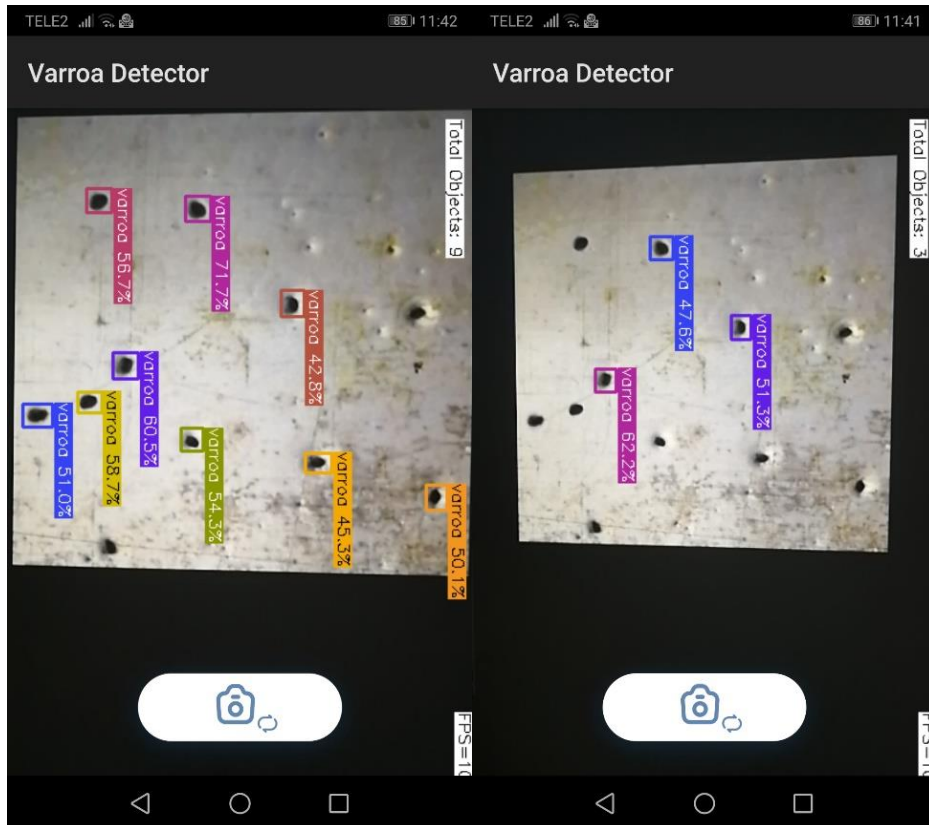 TELE2 85 11:42
Varroa Detector
Total Objects: 9
varroa 56.7%
varroa 71.7%
varroa 42.8%
varroa 60.5%
varroa 58.7%
varroa 51.0%
varroa 54.3%
varroa 45.3%
varroa 50.1%
TELE2 86 11:41
Varroa Detector
Total Objects: 3
varroa 47.6%
varroa 51.3%
varroa 62.2%